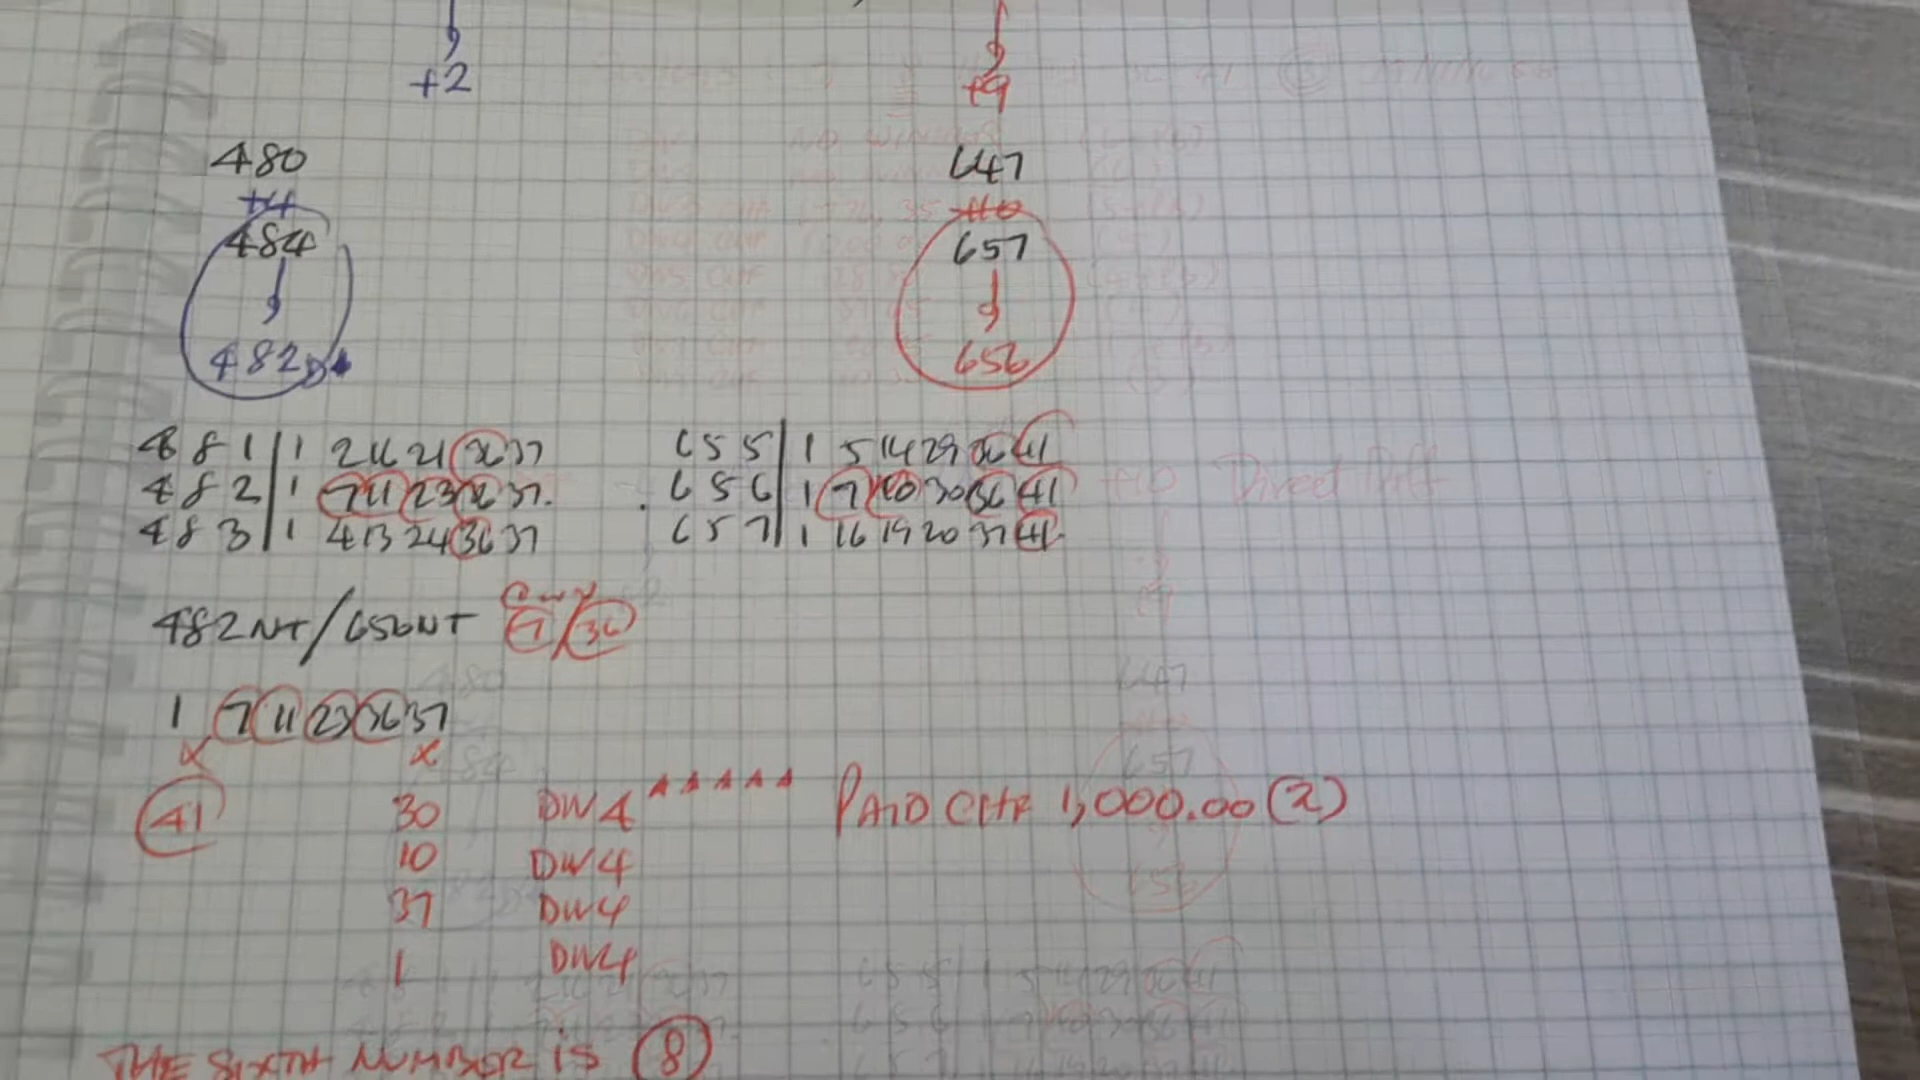 +2 +9
480 647
+4 +10
484 657
482 656
481 | 1 2 16 21 36 37 655 | 1 5 14 29 36 41
482 | 1 7 11 23 36 37. 656 | 1 7 10 30 36 41
483 | 1 4 13 24 36 37 657 | 1 16 19 20 37 41.
482NT/656NT 7/36
1 7 11 23 36 37
x x
41 30 DW4 PAID CHF 1,000.00 (2)
10 DW4
37 DW4
1 DW4
THE SIXTH NUMBER IS 8